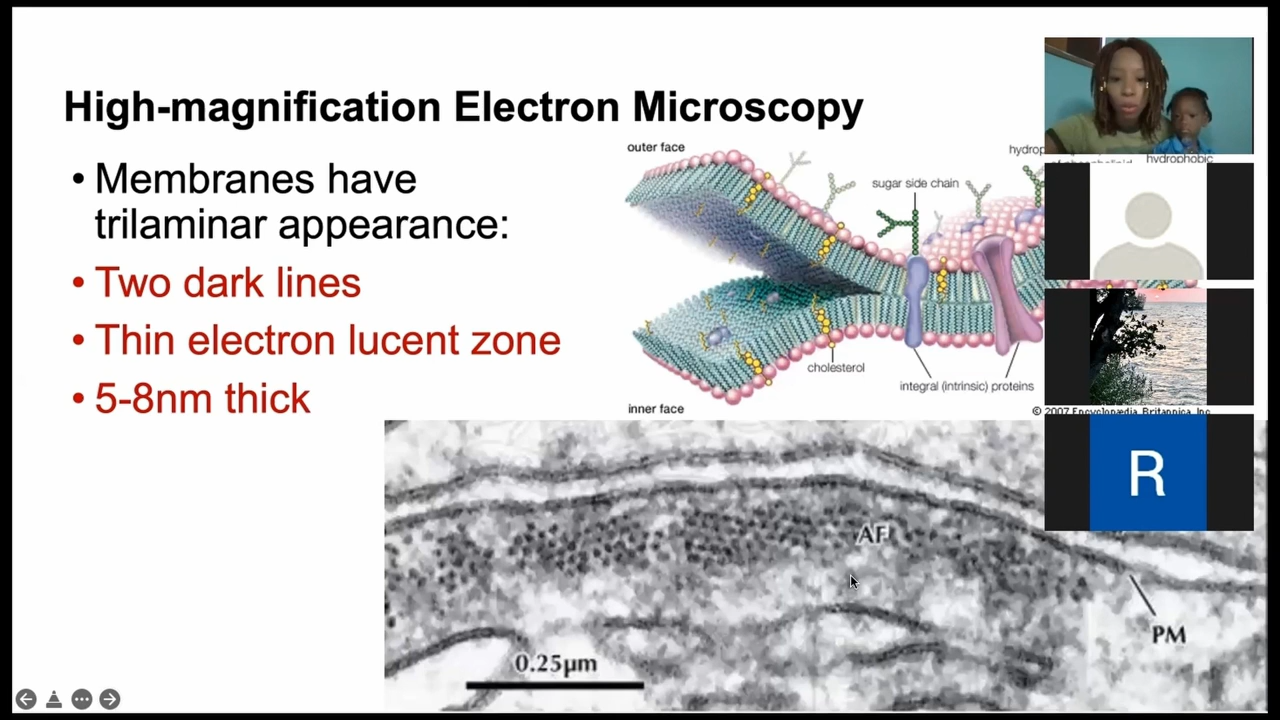 High-magnification Electron Microscopy
• Membranes have
trilaminar appearance:
• Two dark lines
• Thin electron lucent zone
• 5-8nm thick
outer face
sugar side chain
hydrophobic
cholesterol
integral (intrinsic) proteins
inner face
© 2007 Encyclopædia Britannica, Inc.
AF
PM
0.25µm
R